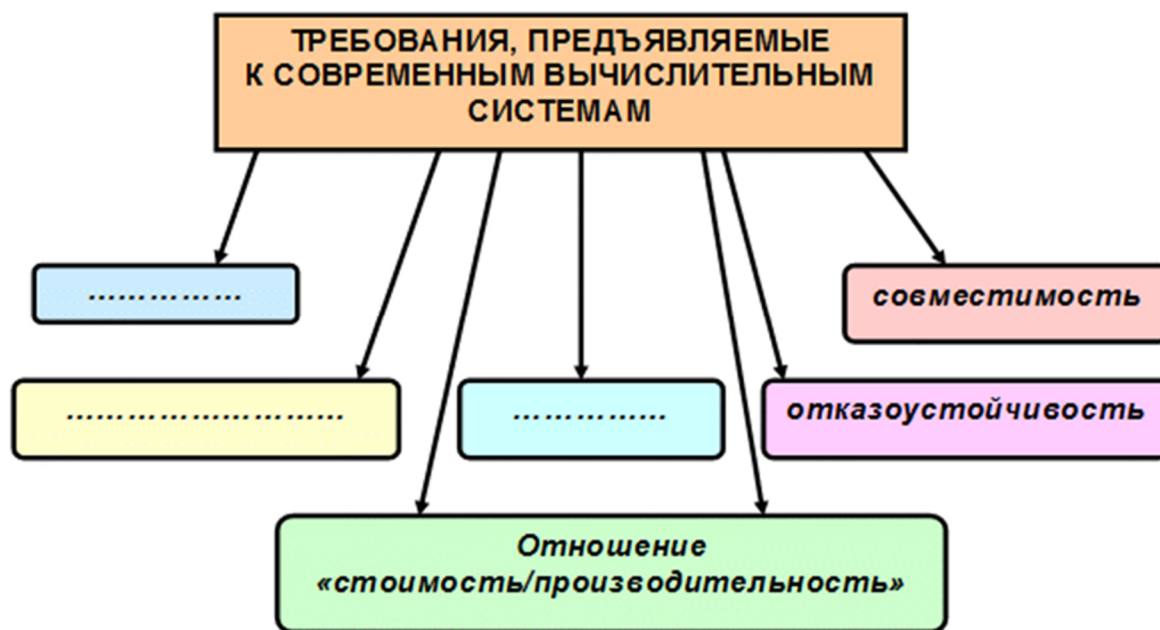 ТРЕБОВАНИЯ, ПРЕДЪЯВЛЯЕМЫЕ
К СОВРЕМЕННЫМ ВЫЧИСЛИТЕЛЬНЫМ
СИСТЕМАМ
……………
совместимость
………………………
……………
отказоустойчивость
Отношение
«стоимость/производительность»